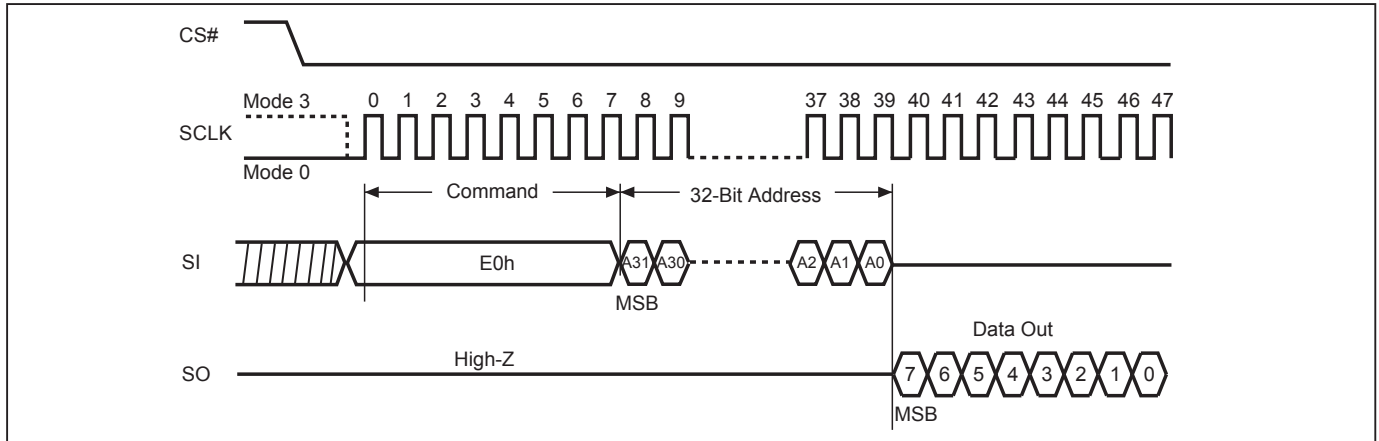 CS#
Mode 3
0 1 2 3 4 5 6 7 8 9 37 38 39 40 41 42 43 44 45 46 47
SCLK
Mode 0
Command
32-Bit Address
SI
E0h
A31 A30 A2 A1 A0
MSB
Data Out
High-Z
SO
7 6 5 4 3 2 1 0
MSB